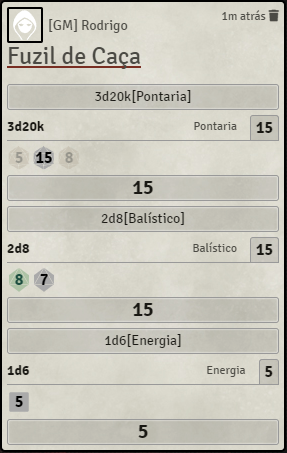 [GM] Rodrigo
1m atrás
Fuzil de Caça
3d20k[Pontaria]
3d20k Pontaria 15
5 15 8
15
2d8[Balístico]
2d8 Balístico 15
8 7
15
1d6[Energia]
1d6 Energia 5
5
5